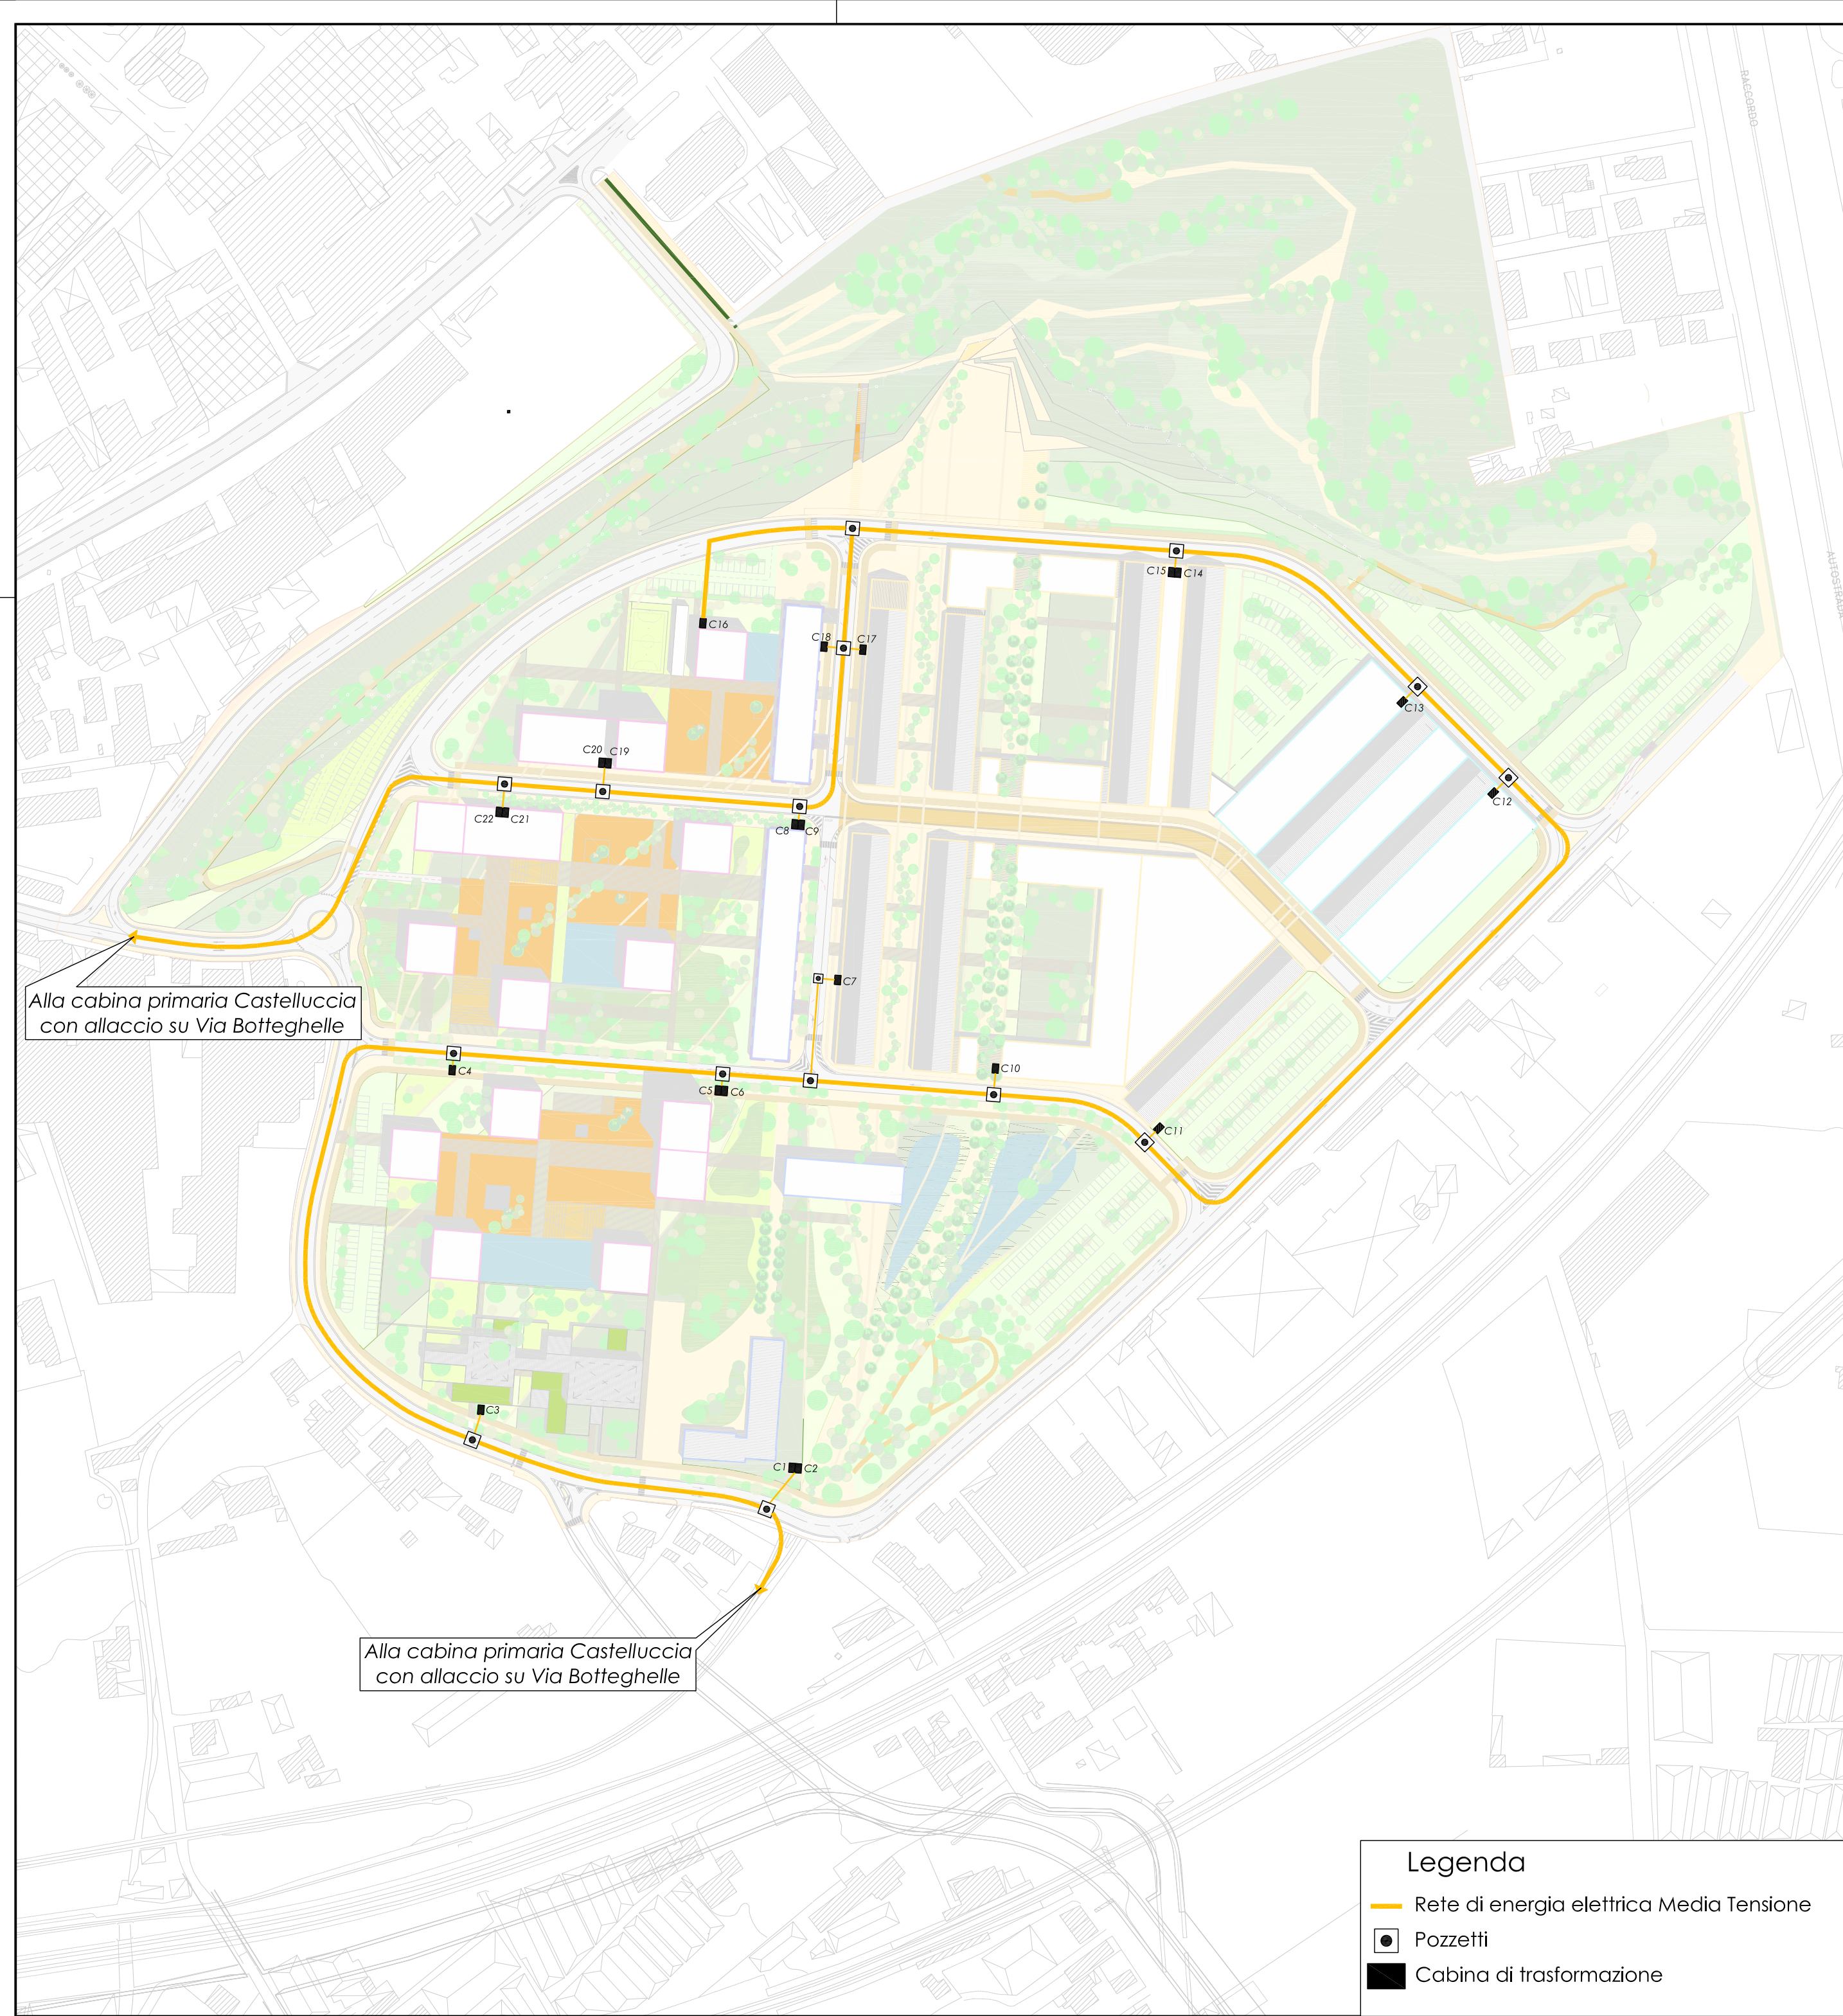 RACCORDO
AUTOSTRADA
C15
C14
C16
C18
C17
C13
C20
C19
C12
C22
C21
C8
C9
C7
Alla cabina primaria Castelluccia
con allaccio su Via Botteghelle
C4
C5
C6
C10
C11
C3
C1
C2
Alla cabina primaria Castelluccia
con allaccio su Via Botteghelle
Legenda
Rete di energia elettrica Media Tensione
Pozzetti
Cabina di trasformazione